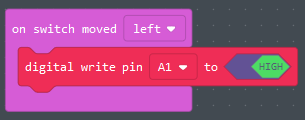 on switch moved left
digital write pin A1 to HIGH